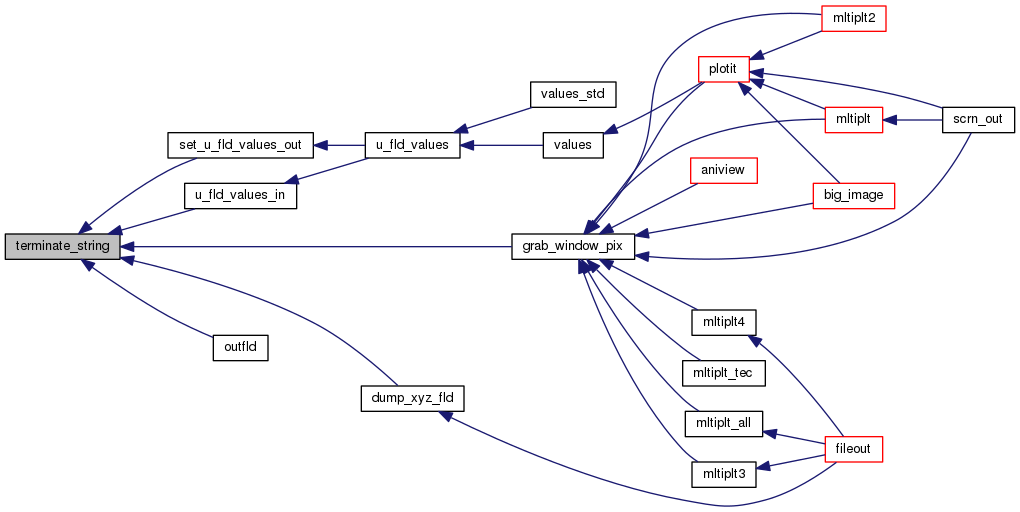 mltiplt2
plotit
values_std
mltiplt
scrn_out
set_u_fld_values_out
u_fld_values
values
aniview
u_fld_values_in
big_image
terminate_string
grab_window_pix
mltiplt4
outfld
mltiplt_tec
dump_xyz_fld
mltiplt_all
fileout
mltiplt3